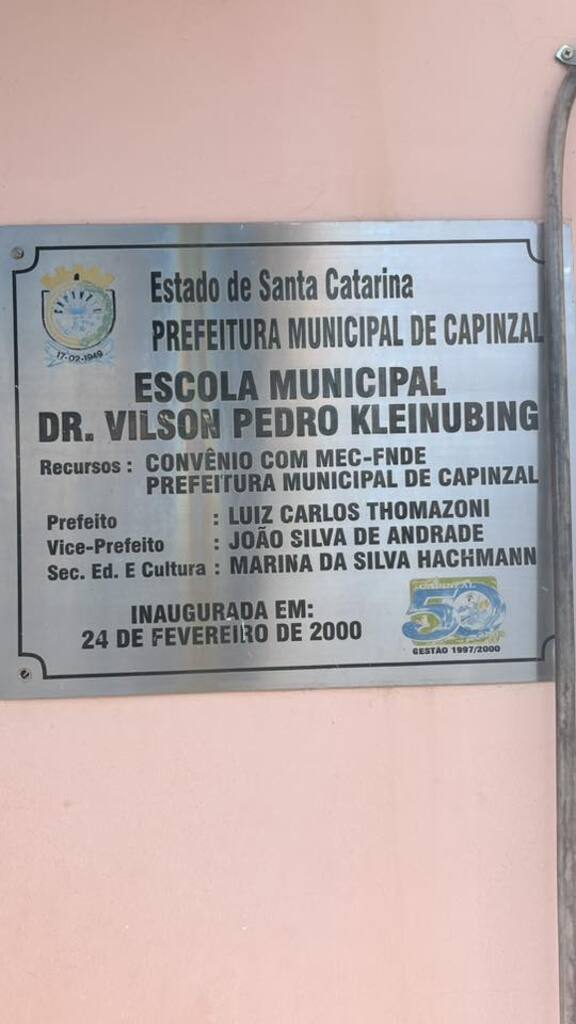 Estado de Santa Catarina
PREFEITURA MUNICIPAL DE CAPINZAL
ESCOLA MUNICIPAL
DR. VILSON PEDRO KLEINUBING
Recursos : CONVÊNIO COM MEC-FNDE
PREFEITURA MUNICIPAL DE CAPINZAL
Prefeito : LUIZ CARLOS THOMAZONI
Vice-Prefeito : JOÃO SILVA DE ANDRADE
Sec. Ed. E Cultura : MARINA DA SILVA HACHMANN
INAUGURADA EM:
24 DE FEVEREIRO DE 2000
CAPINZAL
17-02-1949
CAPINZAL
50
GESTÃO 1997/2000